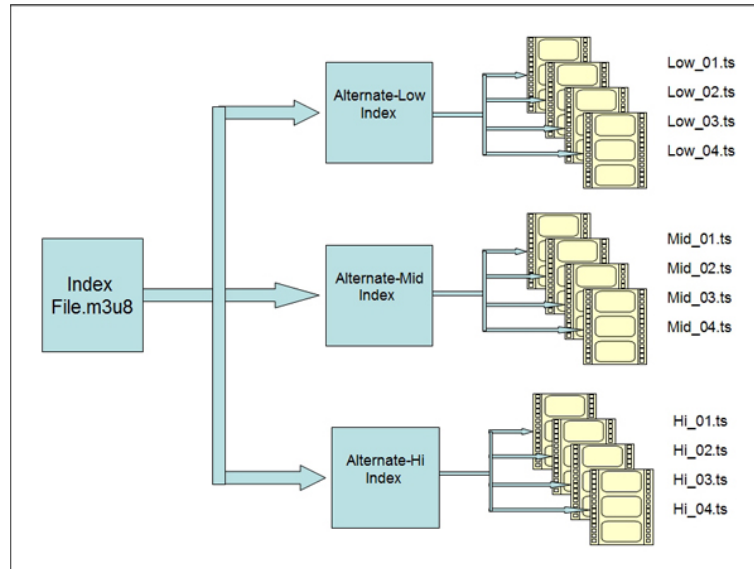 Index
File.m3u8
Alternate-Low
Index
Low_01.ts
Low_02.ts
Low_03.ts
Low_04.ts
Alternate-Mid
Index
Mid_01.ts
Mid_02.ts
Mid_03.ts
Mid_04.ts
Alternate-Hi
Index
Hi_01.ts
Hi_02.ts
Hi_03.ts
Hi_04.ts